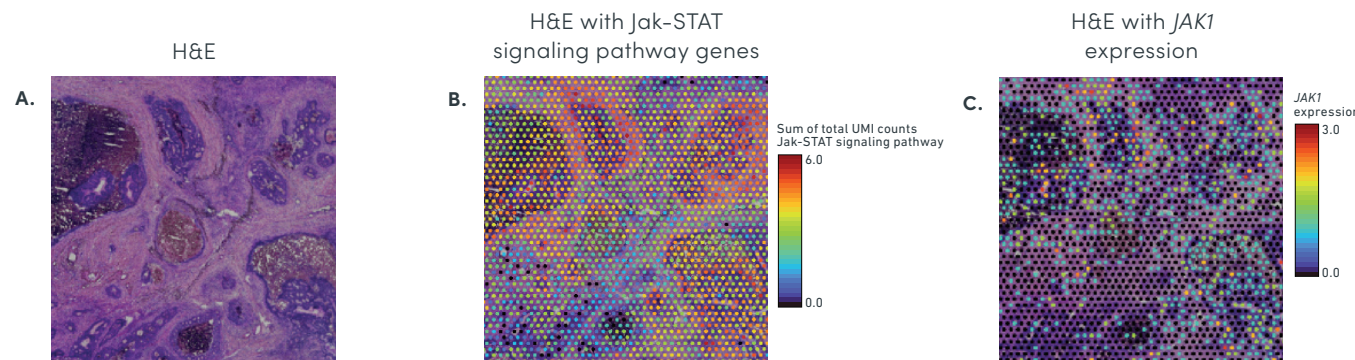 H&E
H&E with Jak-STAT
signaling pathway genes
H&E with JAK1
expression
A.
B.
Sum of total UMI counts
Jak-STAT signaling pathway
6.0
0.0
C.
JAK1
expression
3.0
0.0